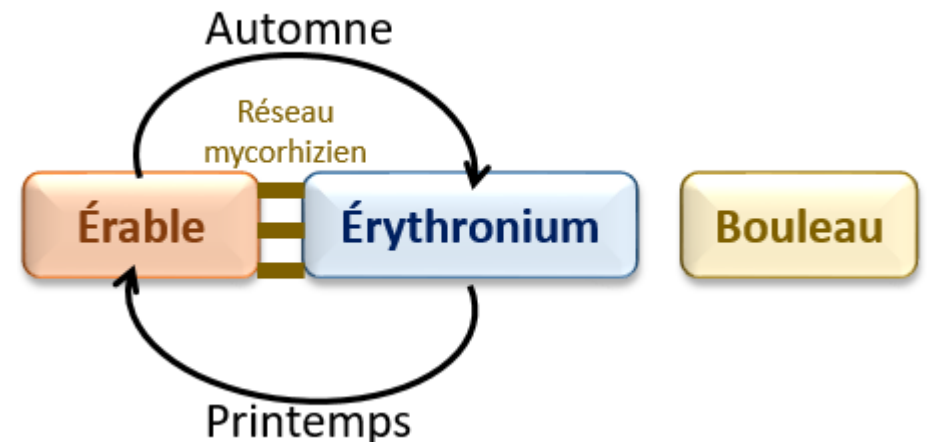 Automne
Réseau
mycorhizien
Érable
Érythronium
Bouleau
Printemps